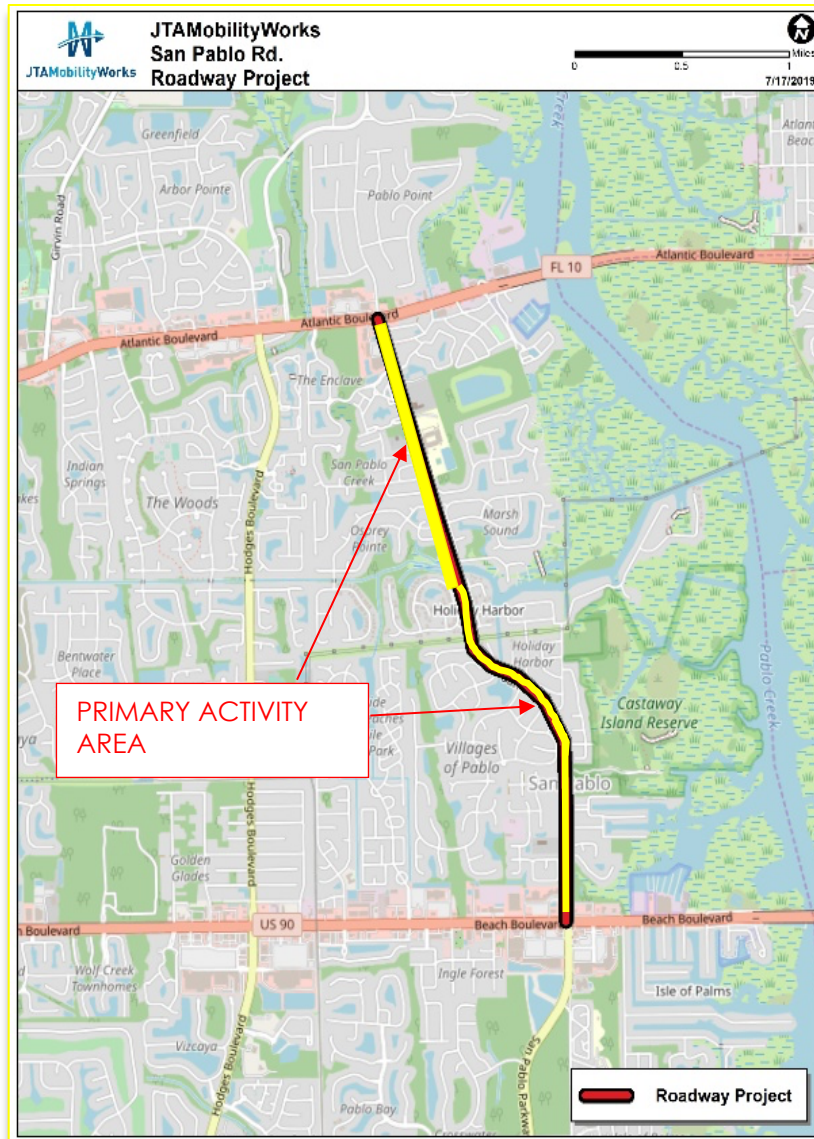 JTAMobilityWorks
JTAMobilityWorks
San Pablo Rd.
Roadway Project
N
Miles
0
0.5
1
7/17/2019
Greenfield
Creek
Arbor Pointe
Pablo Point
Girvin Road
FL 10
Atlantic Boulevard
Atlantic Boulevard
Atlantic Boulevard
The Enclave
Indian
Springs
The Woods
San Pablo
Creek
Hodges Boulevard
Osprey
Pointe
Marsh
Sound
Holiday Harbor
Holiday
Harbor
Bentwater
Place
Castaway
Island Reserve
Pablo Creek
PRIMARY ACTIVITY
AREA
Park
Villages
of Pablo
San Pablo
Hodges Boulevard
Golden
Glades
US 90
Beach Boulevard
Beach Boulevard
n Boulevard
Wolf Creek
Townhomes
Ingle Forest
Isle of Palms
Vizcaya
Hodges Boulevard
San Pablo Parkway
Pablo Bay
Roadway Project